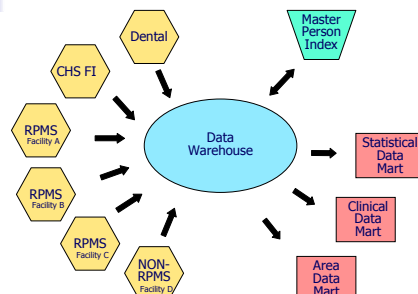 Dental
Master
Person
Index
CHS FI
RPMS
Facility A
Data
Warehouse
Statistical
Data
Mart
RPMS
Facility B
Clinical
Data
Mart
RPMS
Facility C
NON-
RPMS
Facility D
Area
Data
Mart